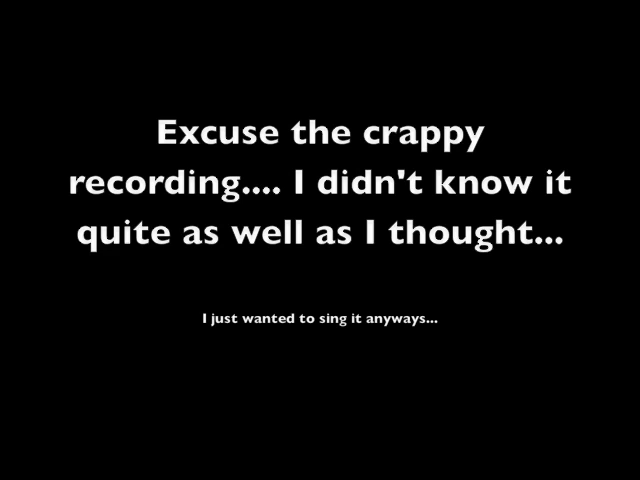 Excuse the crappy
recording.... I didn't know it
quite as well as I thought...
I just wanted to sing it anyways...